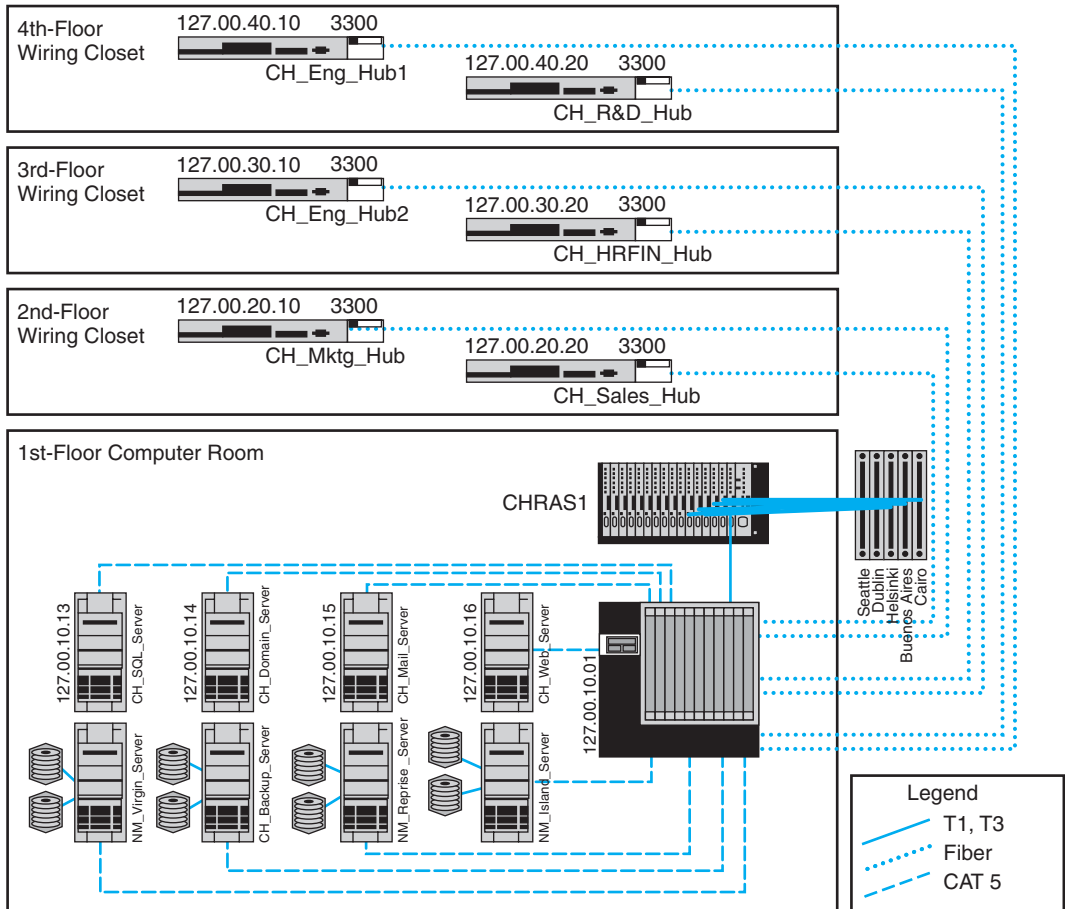 4th-Floor
Wiring Closet
127.00.40.10 3300
CH_Eng_Hub1
127.00.40.20 3300
CH_R&D_Hub
3rd-Floor
Wiring Closet
127.00.30.10 3300
CH_Eng_Hub2
127.00.30.20 3300
CH_HRFIN_Hub
2nd-Floor
Wiring Closet
127.00.20.10 3300
CH_Mktg_Hub
127.00.20.20 3300
CH_Sales_Hub
1st-Floor Computer Room
CHRAS1
Seattle
Dublin
Helsinki
Buenos Aires
Cairo
127.00.10.13
CH_SQL_Server
127.00.10.14
CH_Domain_Server
127.00.10.15
CH_Mail_Server
127.00.10.16
CH_Web_Server
127.00.10.01
NM_Virgin_Server
CH_Backup_Server
NM_Reprise _Server
NM_Island_Server
Legend
T1, T3
Fiber
CAT 5